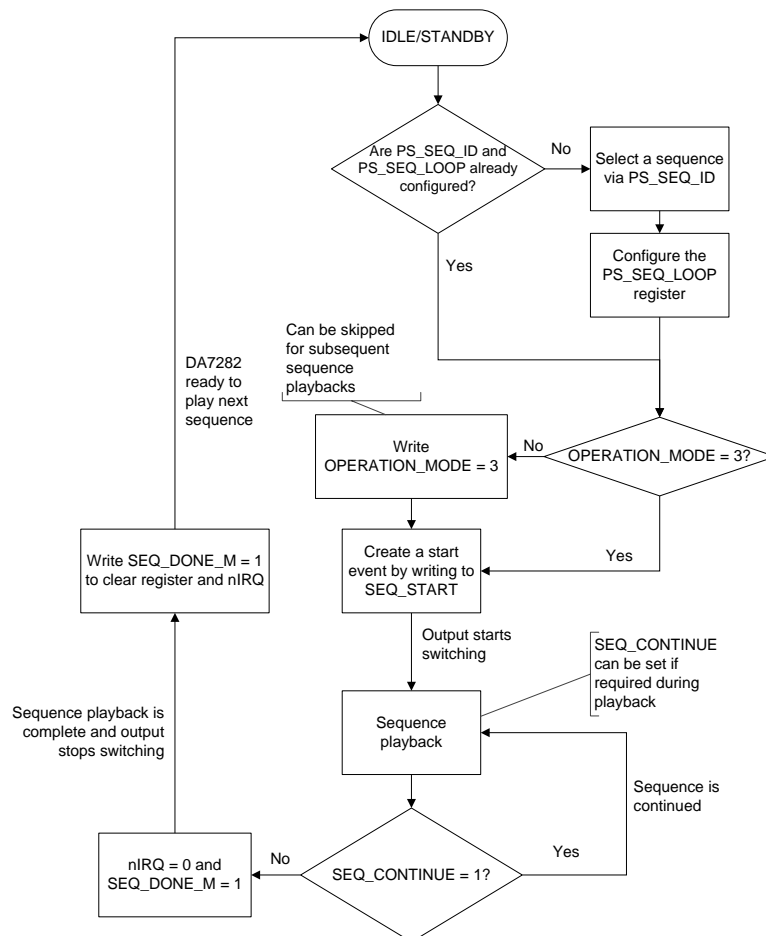 IDLE/STANDBY
Are PS_SEQ_ID and
PS_SEQ_LOOP already
configured?
No
Select a sequence
via PS_SEQ_ID
Yes
Configure the
PS_SEQ_LOOP
register
Can be skipped
for subsequent
sequence
playbacks
DA7282
ready to
play next
sequence
Write
OPERATION_MODE = 3
No
OPERATION_MODE = 3?
Write SEQ_DONE_M = 1
to clear register and nIRQ
Create a start
event by writing to
SEQ_START
Yes
Output starts
switching
SEQ_CONTINUE
can be set if
required during
playback
Sequence playback is
complete and output
stops switching
Sequence
playback
Sequence is
continued
nIRQ = 0 and
SEQ_DONE_M = 1
No
SEQ_CONTINUE = 1?
Yes